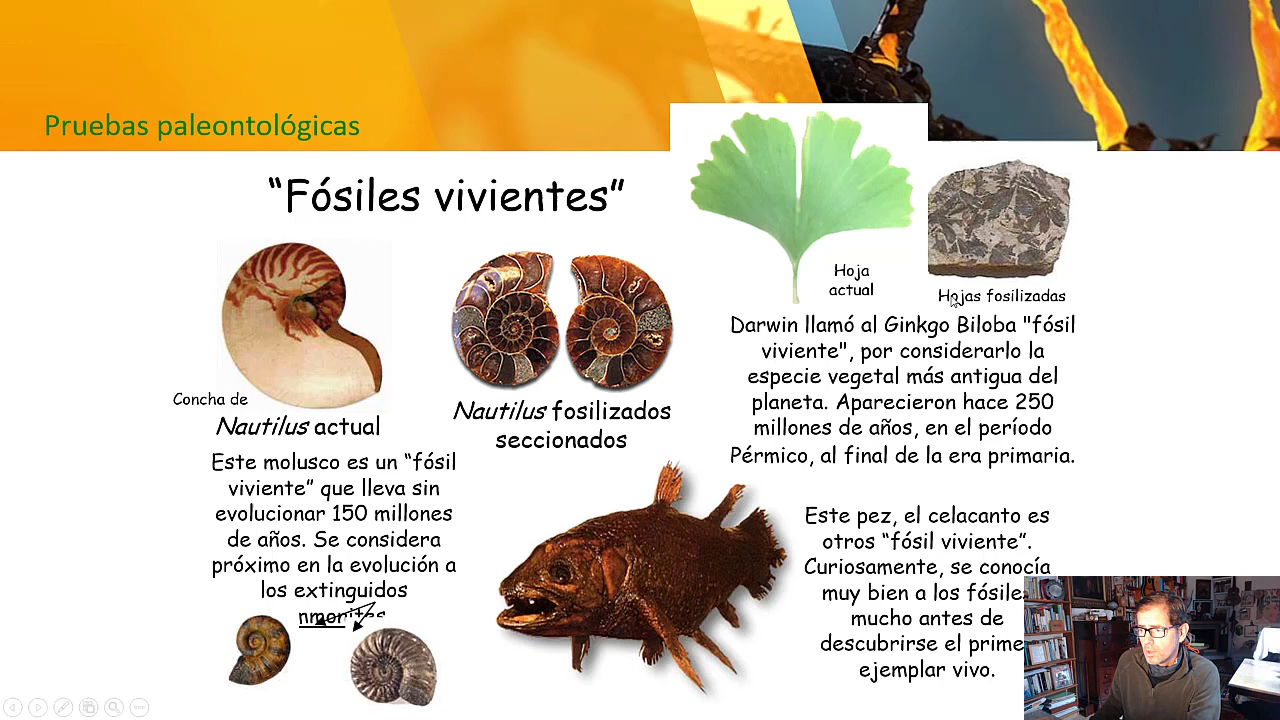 Pruebas paleontológicas
“Fósiles vivientes”
Concha de
Nautilus actual
Este molusco es un “fósil
viviente” que lleva sin
evolucionar 150 millones
de años. Se considera
próximo en la evolución a
los extinguidos
Nautilus fosilizados
seccionados
Hoja
actual
Hojas fosilizadas
Darwin llamó al Ginkgo Biloba "fósil
viviente", por considerarlo la
especie vegetal más antigua del
planeta. Aparecieron hace 250
millones de años, en el período
Pérmico, al final de la era primaria.
Este pez, el celacanto es
otros “fósil viviente”.
Curiosamente, se conocía
muy bien a los
mucho antes de
descubrirse el
ejemplar vivo.